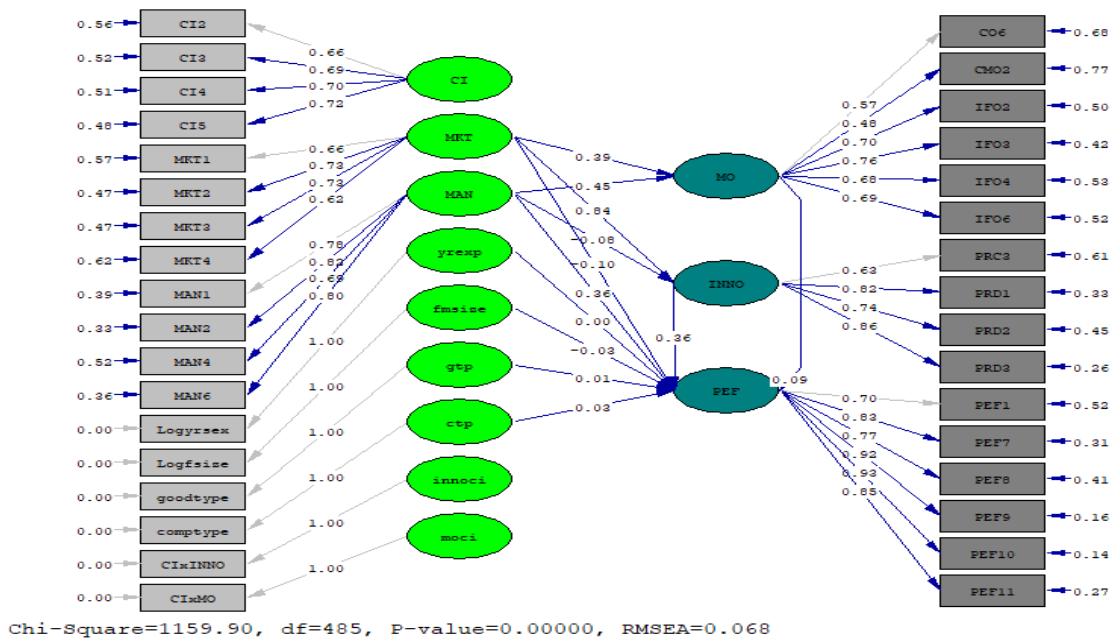 0.56 CI2
0.52 CI3
0.51 CI4
0.48 CI5
0.57 MKT1
0.47 MKT2
0.47 MKT3
0.62 MKT4
0.39 MAN1
0.33 MAN2
0.52 MAN4
0.36 MAN6
0.00 Logyrsex
0.00 Logfsize
0.00 goodtype
0.00 comptype
0.00 CIxINNO
0.00 CIxMO
0.66
0.69
0.70
0.72
0.66
0.73
0.73
0.62
0.78
0.82
0.69
0.80
1.00
1.00
1.00
1.00
1.00
1.00
CI
MKT
MAN
yrexp
fmsize
gtp
ctp
innoci
moci
0.39
0.45
0.84
-0.08
-0.10
0.36
0.00
-0.03
0.01
0.03
0.36
0.09
MO
INNO
PEF
0.57
0.48
0.70
0.76
0.68
0.69
0.63
0.82
0.74
0.86
0.70
0.83
0.77
0.92
0.93
0.85
CO6 0.68
CMO2 0.77
IFO2 0.50
IFO3 0.42
IFO4 0.53
IFO6 0.52
PRC3 0.61
PRD1 0.33
PRD2 0.45
PRD3 0.26
PEF1 0.52
PEF7 0.31
PEF8 0.41
PEF9 0.16
PEF10 0.14
PEF11 0.27
Chi-Square=1159.90, df=485, P-value=0.00000, RMSEA=0.068